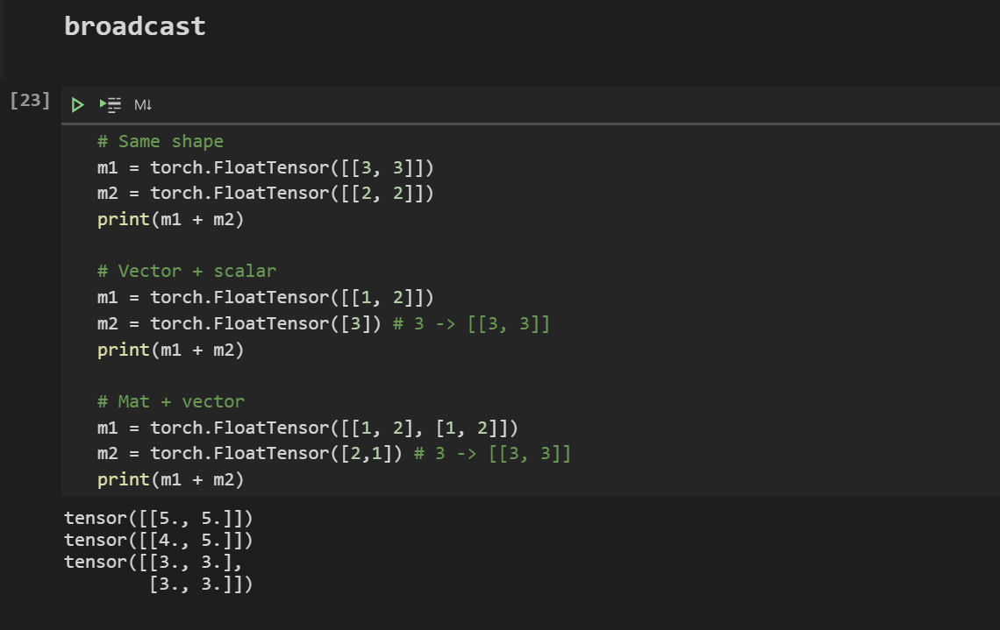 broadcast
[23]
M↓
# Same shape
m1 = torch.FloatTensor([[3, 3]])
m2 = torch.FloatTensor([[2, 2]])
print(m1 + m2)
# Vector + scalar
m1 = torch.FloatTensor([[1, 2]])
m2 = torch.FloatTensor([3]) # 3 -> [[3, 3]]
print(m1 + m2)
# Mat + vector
m1 = torch.FloatTensor([[1, 2], [1, 2]])
m2 = torch.FloatTensor([2,1]) # 3 -> [[3, 3]]
print(m1 + m2)
tensor([[5., 5.]])
tensor([[4., 5.]])
tensor([[3., 3.],
        [3., 3.]])